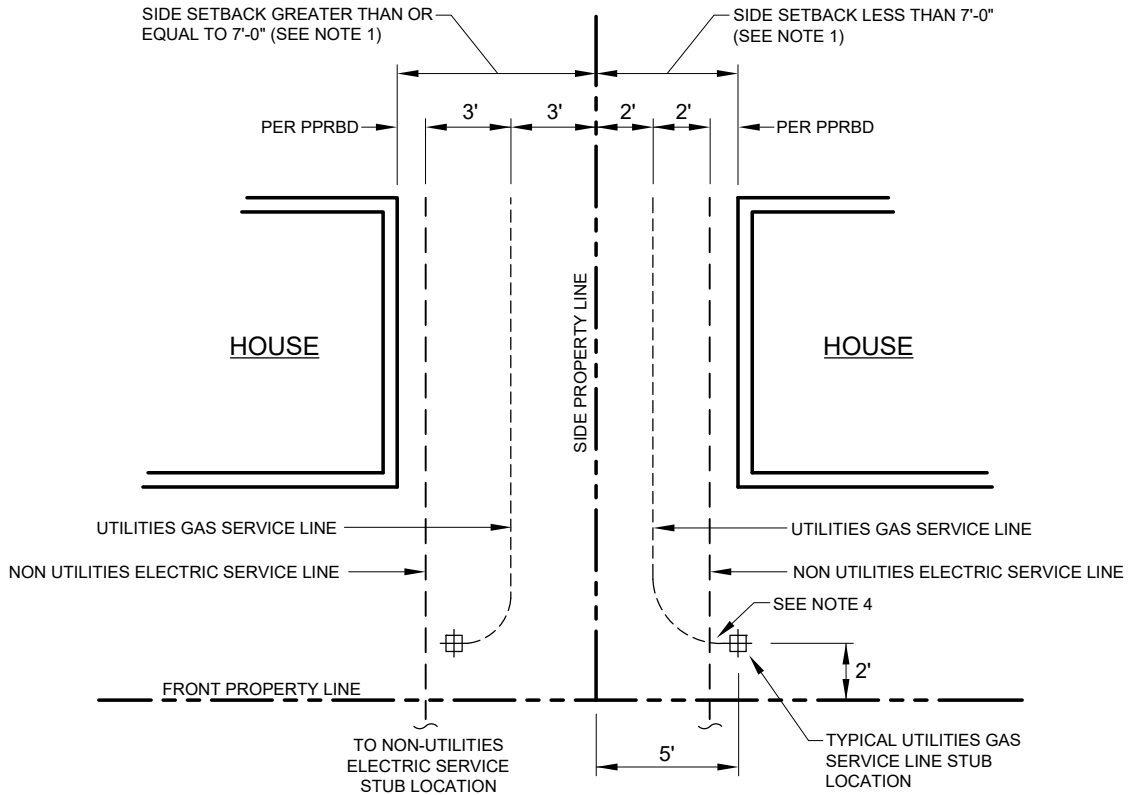 SIDE SETBACK GREATER THAN OR
EQUAL TO 7'-0" (SEE NOTE 1)
SIDE SETBACK LESS THAN 7'-0"
(SEE NOTE 1)
3'
3'
2'
2'
PER PPRBD
PER PPRBD
HOUSE
SIDE PROPERTY LINE
HOUSE
UTILITIES GAS SERVICE LINE
UTILITIES GAS SERVICE LINE
NON UTILITIES ELECTRIC SERVICE LINE
NON UTILITIES ELECTRIC SERVICE LINE
SEE NOTE 4
2'
FRONT PROPERTY LINE
TO NON-UTILITIES
ELECTRIC SERVICE
STUB LOCATION
5'
TYPICAL UTILITIES GAS
SERVICE LINE STUB
LOCATION